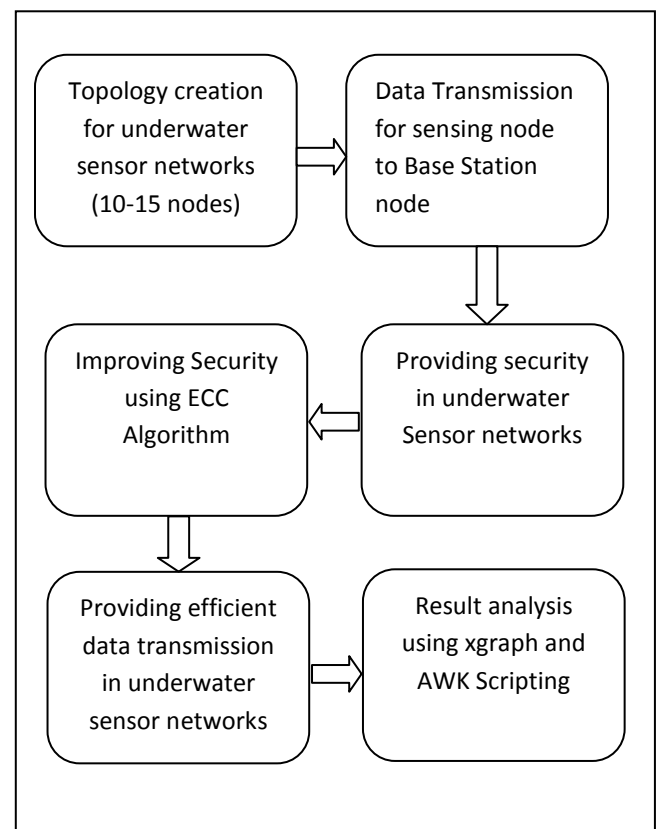 Topology creation
for underwater
sensor networks
(10-15 nodes)
Data Transmission
for sensing node
to Base Station
node
Providing security
in underwater
Sensor networks
Improving Security
using ECC
Algorithm
Providing efficient
data transmission
in underwater
sensor networks
Result analysis
using xgraph and
AWK Scripting